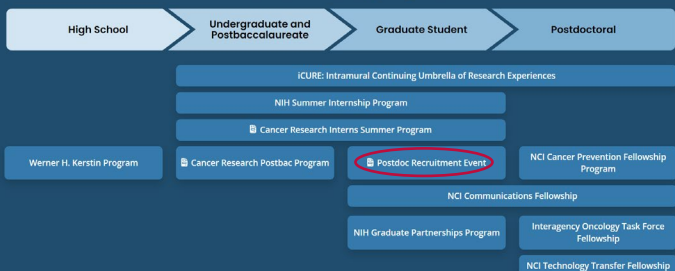 High School
Undergraduate and
Postbaccalaureate
Graduate Student
Postdoctoral
iCURE: Intramural Continuing Umbrella of Research Experiences
NIH Summer Internship Program
Cancer Research Interns Summer Program
Werner H. Kerstin Program
Cancer Research Postbac Program
Postdoc Recruitment Event
NCI Cancer Prevention Fellowship
Program
NCI Communications Fellowship
NIH Graduate Partnerships Program
Interagency Oncology Task Force
Fellowship
NCI Technology Transfer Fellowship